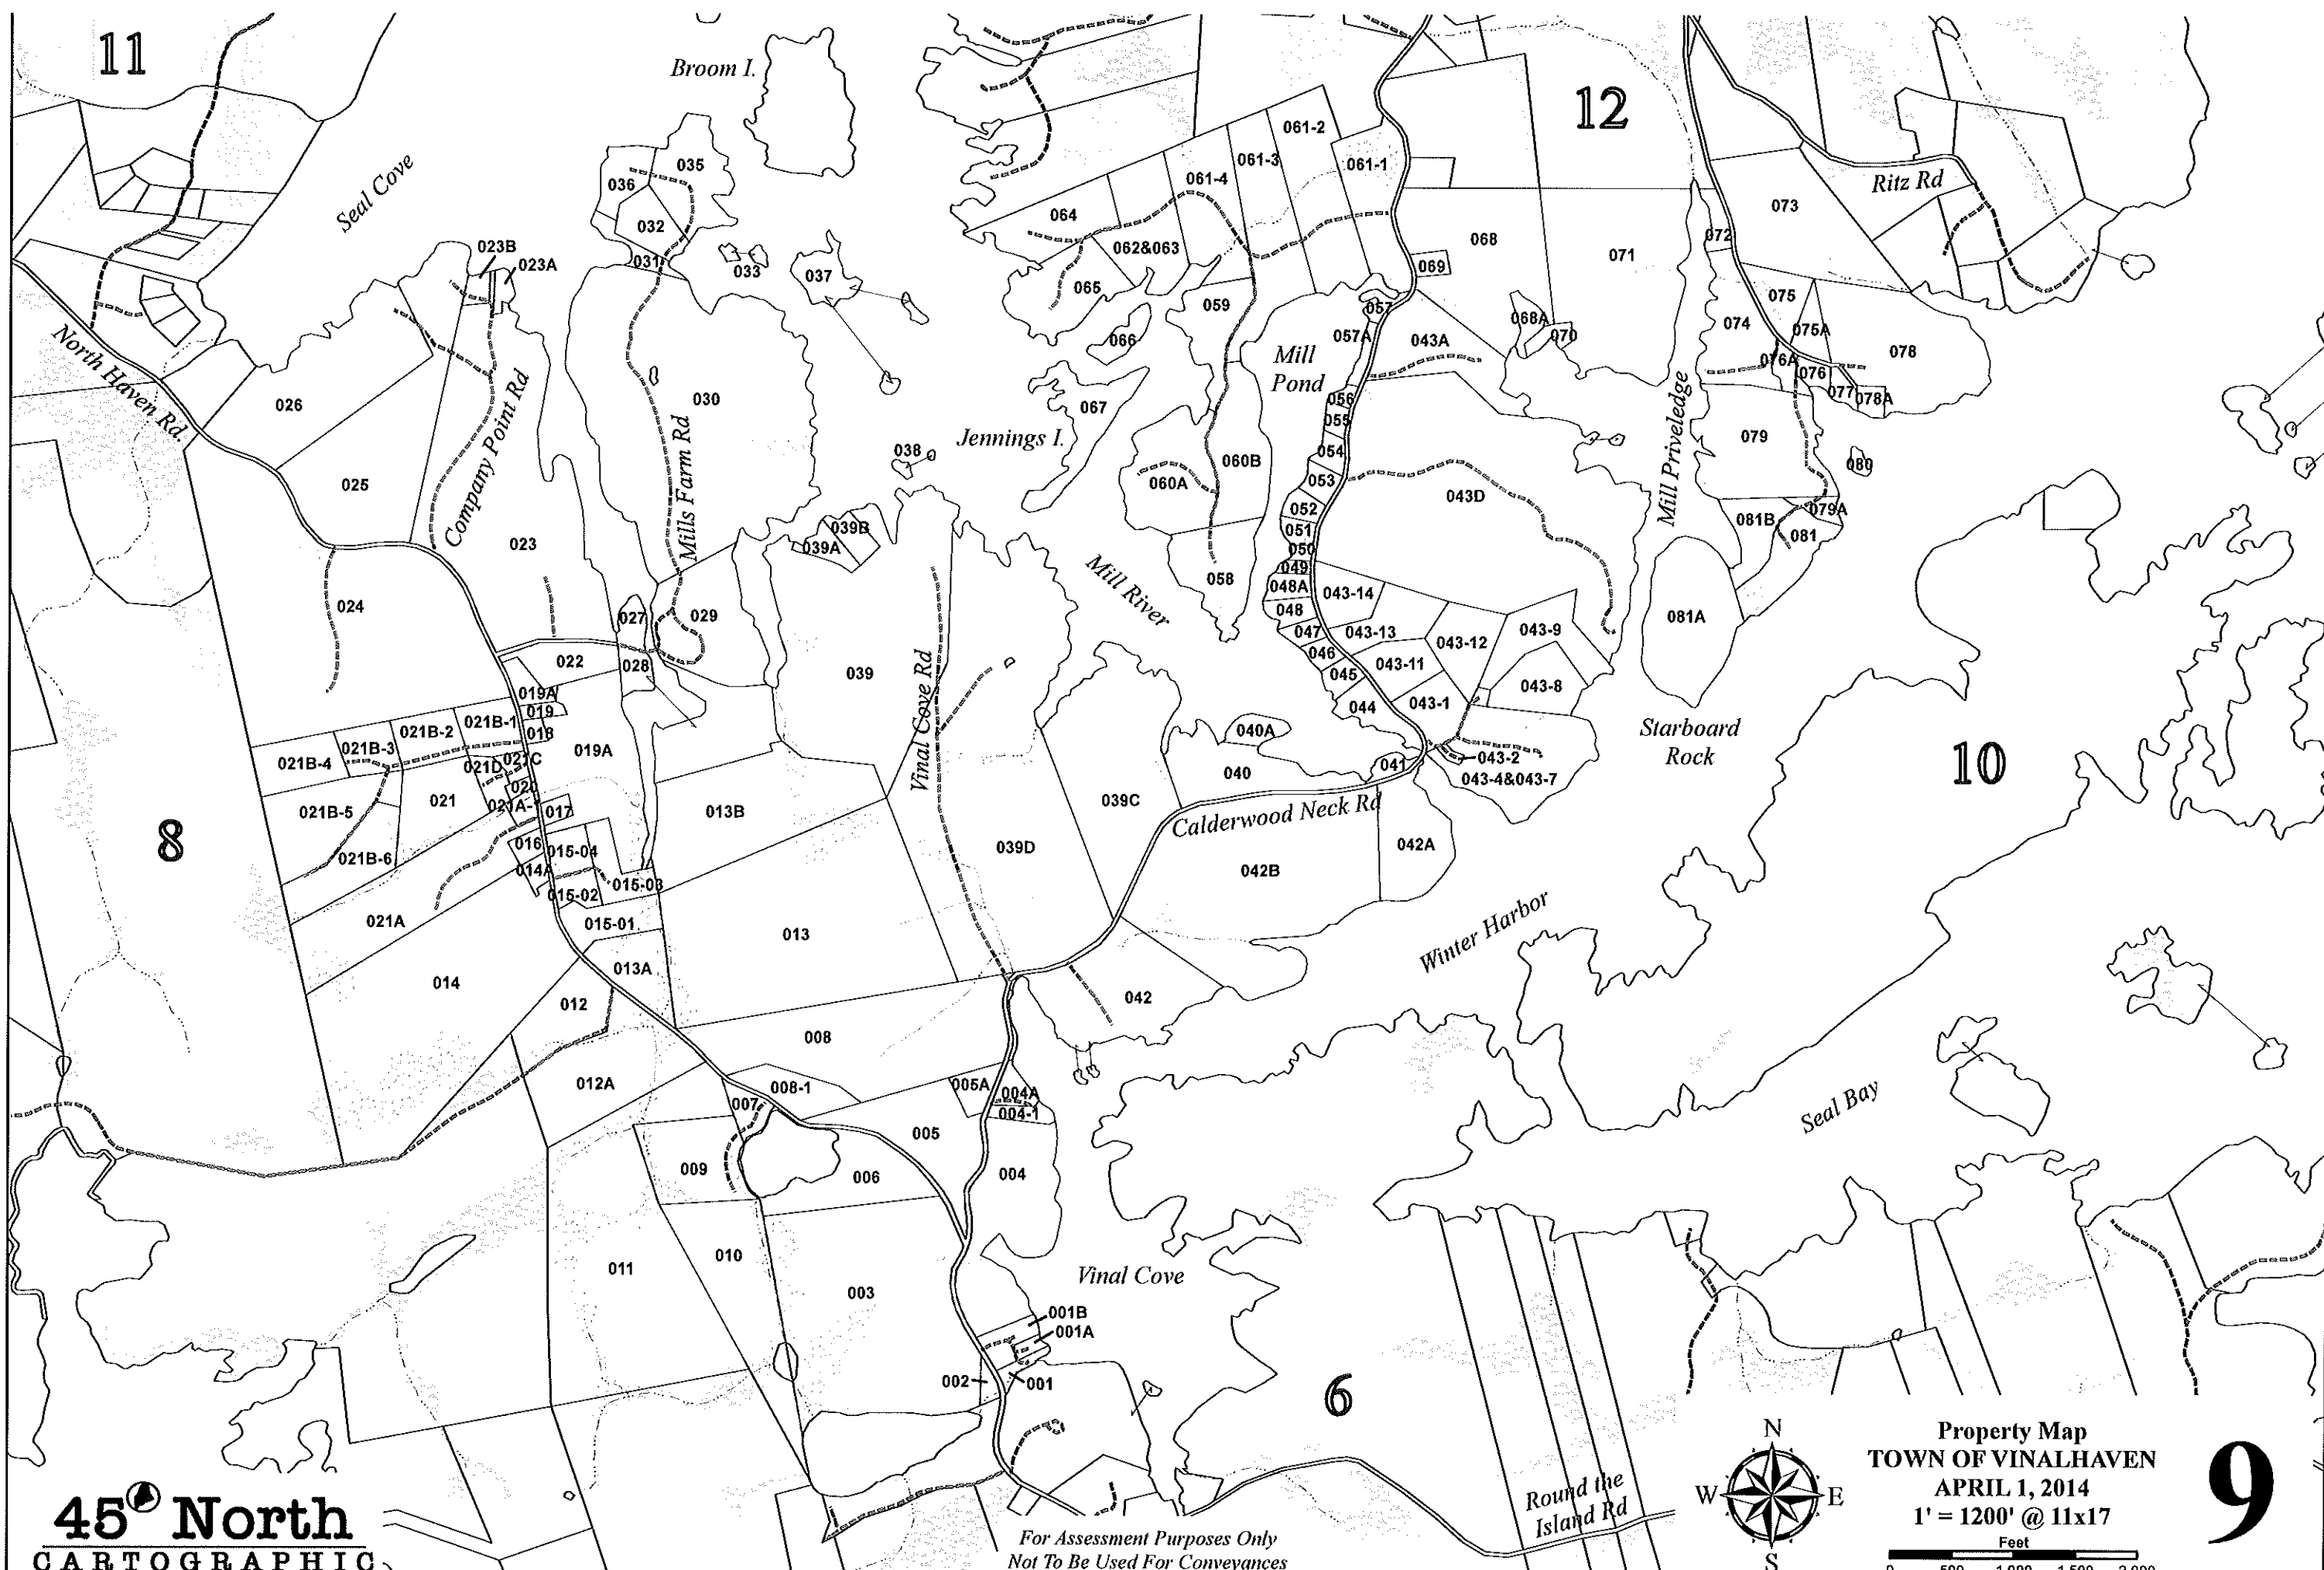 11
Broom I.
12
061-2
061-3
061-1
035
036
061-4
Ritz Rd
Seal Cove
073
064
032
072
023B
023A
031
033
037
062&063
068
071
069
065
059
075
057
068A
070
074
075A
057A
043A
066
North Haven Rd.
Mill
Pond
076A
076
078
077
078A
026
Company Point Rd
030
067
056
055
Mill Priveledge
Jennings I.
079
038
054
060B
080
025
060A
053
043D
Mills Farm Rd
052
079A
081B
081
051
039B
039A
050
023
049
058
048A
043-14
Mill River
024
027
029
048
081A
047
043-13
043-12
043-9
046
022
028
043-11
045
039
043-8
Vinal Cove Rd
019A
019
044
043-1
021B-1
018
021B-2
021B-3
019A
040A
Starboard
Rock
021B-4
021C
021D
041
043-2
040
10
043-4&043-7
020
021
021A-1
039C
021B-5
017
013B
Calderwood Neck Rd
8
016
015-04
039D
042A
021B-6
014A
042B
015-03
015-02
021A
015-01
013
Winter Harbor
013A
014
042
012
008
012A
008-1
005A
004A
004-1
007
Seal Bay
005
009
006
004
010
011
Vinal Cove
003
001B
001A
002
001
6
45 North
CARTOGRAPHIC
Round the
Island Rd
For Assessment Purposes Only
Not To Be Used For Conveyances
N
W
E
S
Property Map
TOWN OF VINALHAVEN
APRIL 1, 2014
1' = 1200' @ 11x17
Feet
0 500 1,000 1,500 2,000
9